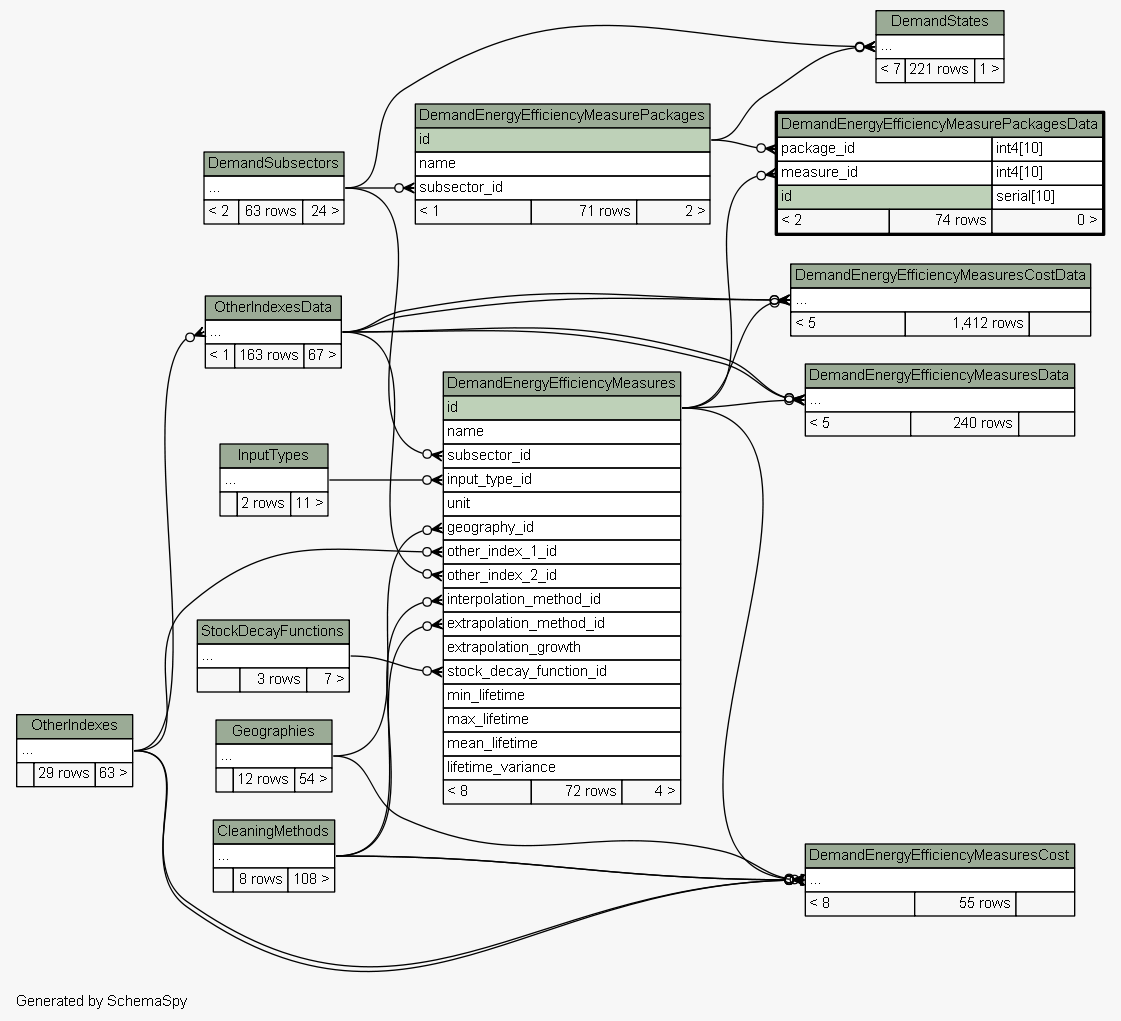 DemandStates
...
< 7 221 rows 1 >
DemandEnergyEfficiencyMeasurePackages
id
name
subsector_id
< 1 71 rows 2 >
DemandEnergyEfficiencyMeasurePackagesData
package_id int4[10]
measure_id int4[10]
id serial[10]
< 2 74 rows 0 >
DemandSubsectors
...
< 2 63 rows 24 >
DemandEnergyEfficiencyMeasuresCostData
...
< 5 1,412 rows
OtherIndexesData
...
< 1 163 rows 67 >
DemandEnergyEfficiencyMeasuresData
...
< 5 240 rows
DemandEnergyEfficiencyMeasures
id
name
subsector_id
input_type_id
unit
geography_id
other_index_1_id
other_index_2_id
interpolation_method_id
extrapolation_method_id
extrapolation_growth
stock_decay_function_id
min_lifetime
max_lifetime
mean_lifetime
lifetime_variance
< 8 72 rows 4 >
InputTypes
...
2 rows 11 >
StockDecayFunctions
...
3 rows 7 >
OtherIndexes
...
29 rows 63 >
Geographies
...
12 rows 54 >
CleaningMethods
...
8 rows 108 >
DemandEnergyEfficiencyMeasuresCost
...
< 8 55 rows
Generated by SchemaSpy